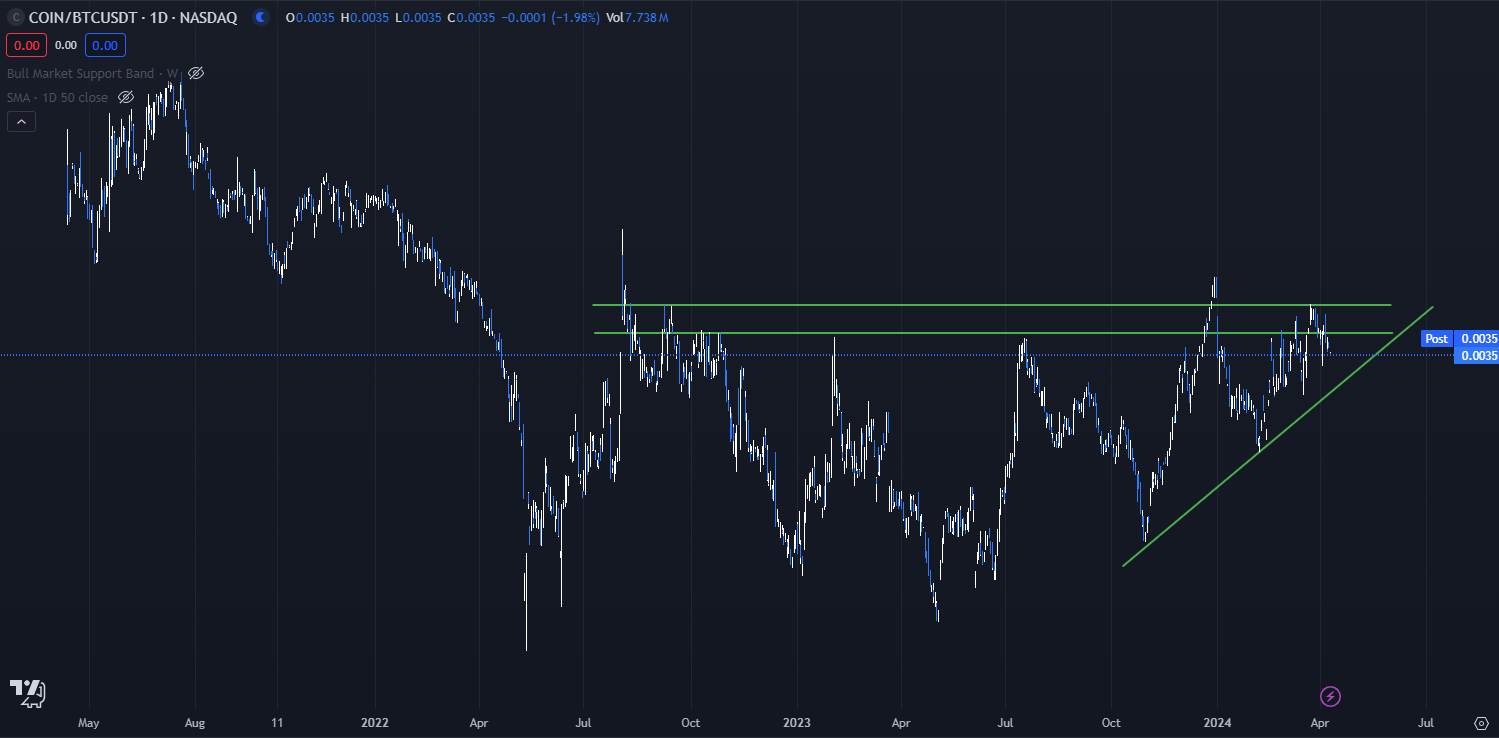 C COIN/BTCUSDT · 1D · NASDAQ O0.0035 H0.0035 L0.0035 C0.0035 −0.0001 (−1.98%) Vol7.738 M
0.00 0.00 0.00
Bull Market Support Band · W
SMA · 1D 50 close
Post 0.0035
0.0035
May Aug 11 2022 Apr Jul Oct 2023 Apr Jul Oct 2024 Apr Jul